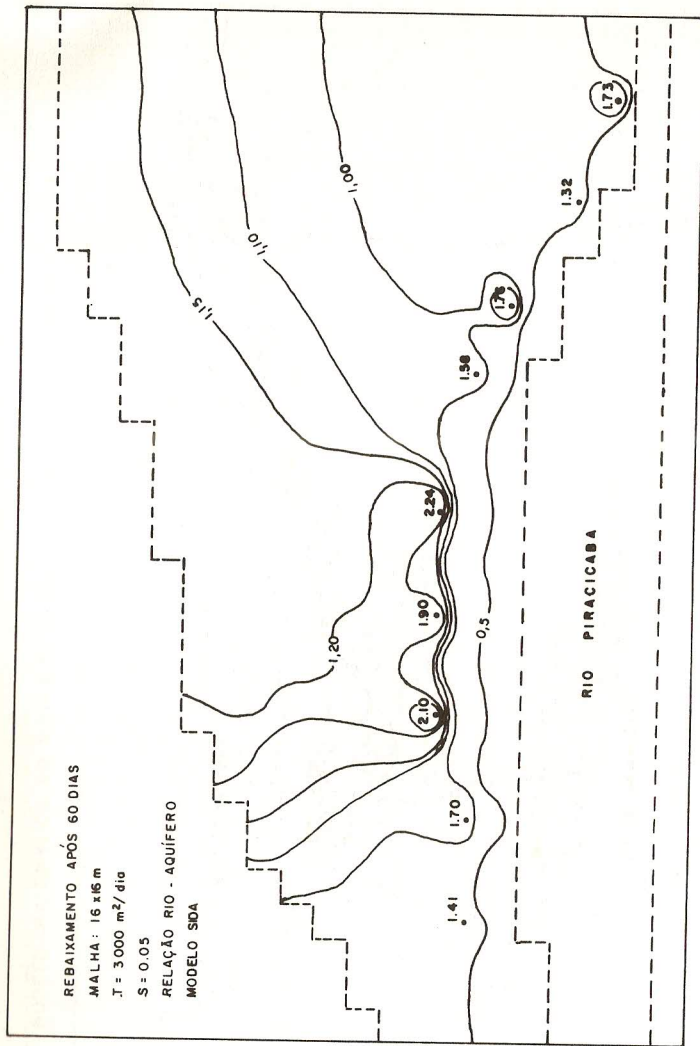 REBAIXAMENTO APÓS 60 DIAS
MALHA: 16 x16 m
T = 3000 m²/dia
S = 0.05
RELAÇÃO RIO - AQUÍFERO
MODELO SIDA
1,15
1,10
1,00
1,20
0,5
1.41
1.70
2.10
1.90
2.24
1.58
1.76
1.32
1.73
RIO PIRACICABA